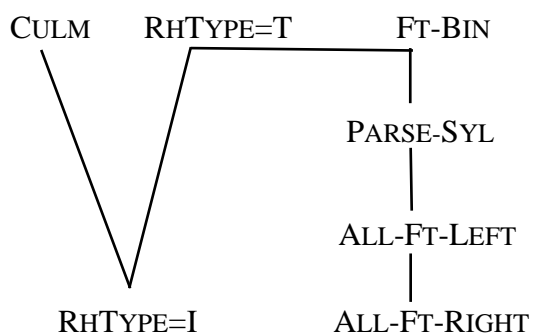 CULM RHTYPE=T FT-BIN
PARSE-SYL
ALL-FT-LEFT
RHTYPE=I ALL-FT-RIGHT